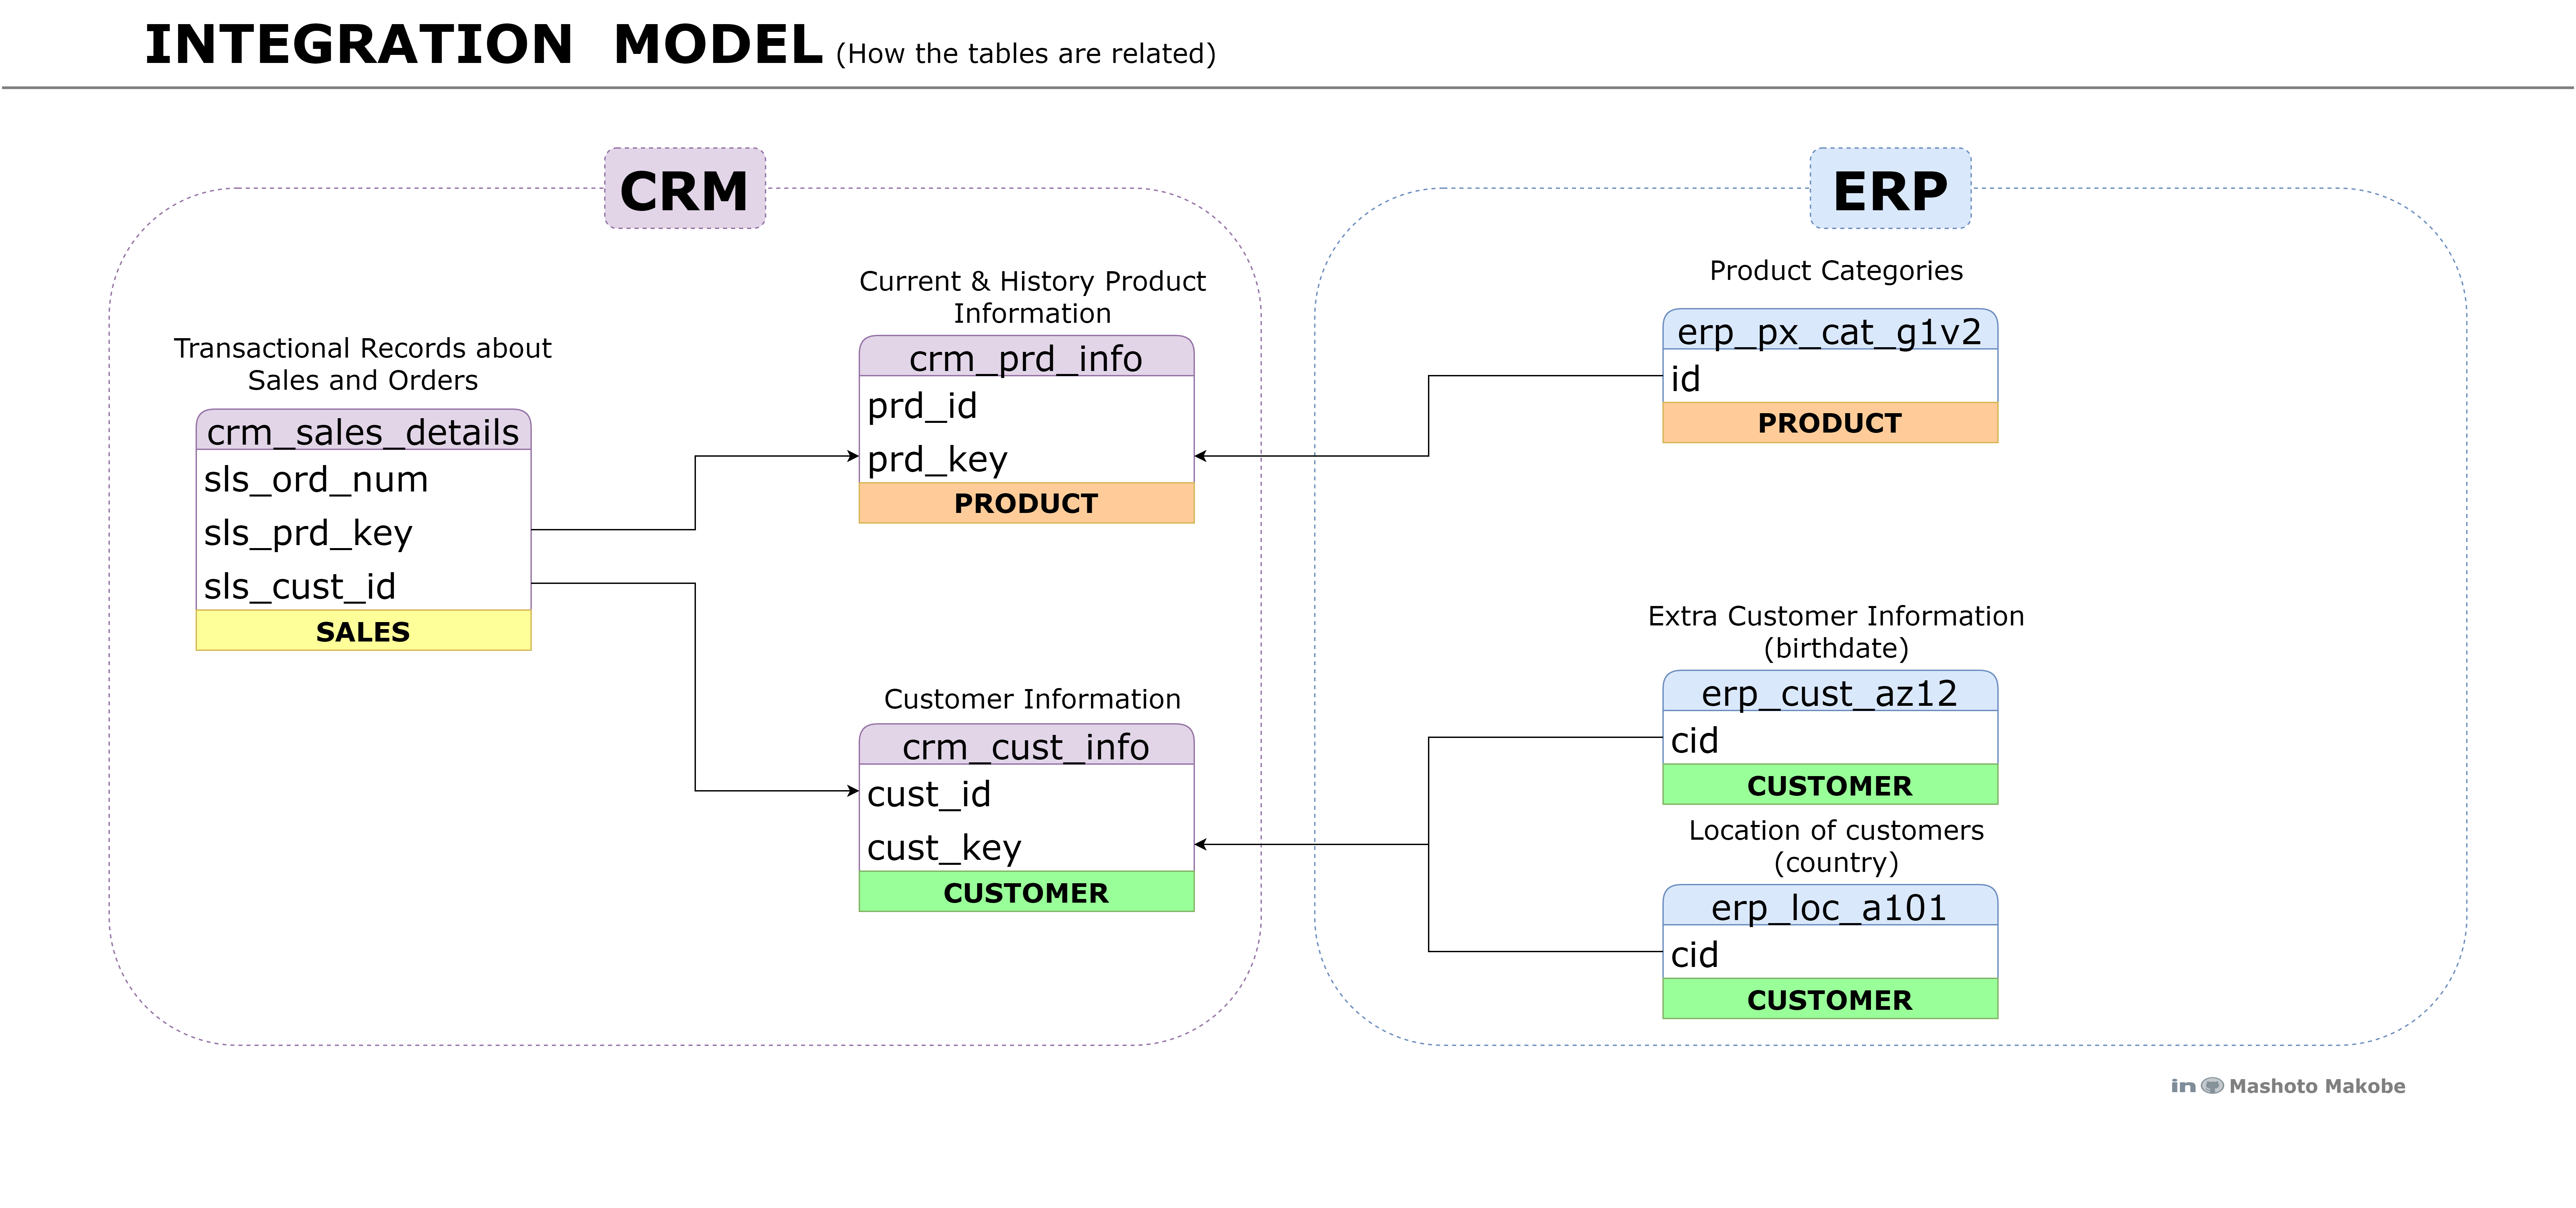 INTEGRATION MODEL (How the tables are related)
CRM
Transactional Records about
Sales and Orders
crm_sales_details
sls_ord_num
sls_prd_key
sls_cust_id
SALES
Current & History Product
Information
crm_prd_info
prd_id
prd_key
PRODUCT
Customer Information
crm_cust_info
cust_id
cust_key
CUSTOMER
ERP
Product Categories
erp_px_cat_g1v2
id
PRODUCT
Extra Customer Information
(birthdate)
erp_cust_az12
cid
CUSTOMER
Location of customers
(country)
erp_loc_a101
cid
CUSTOMER
in Mashoto Makobe